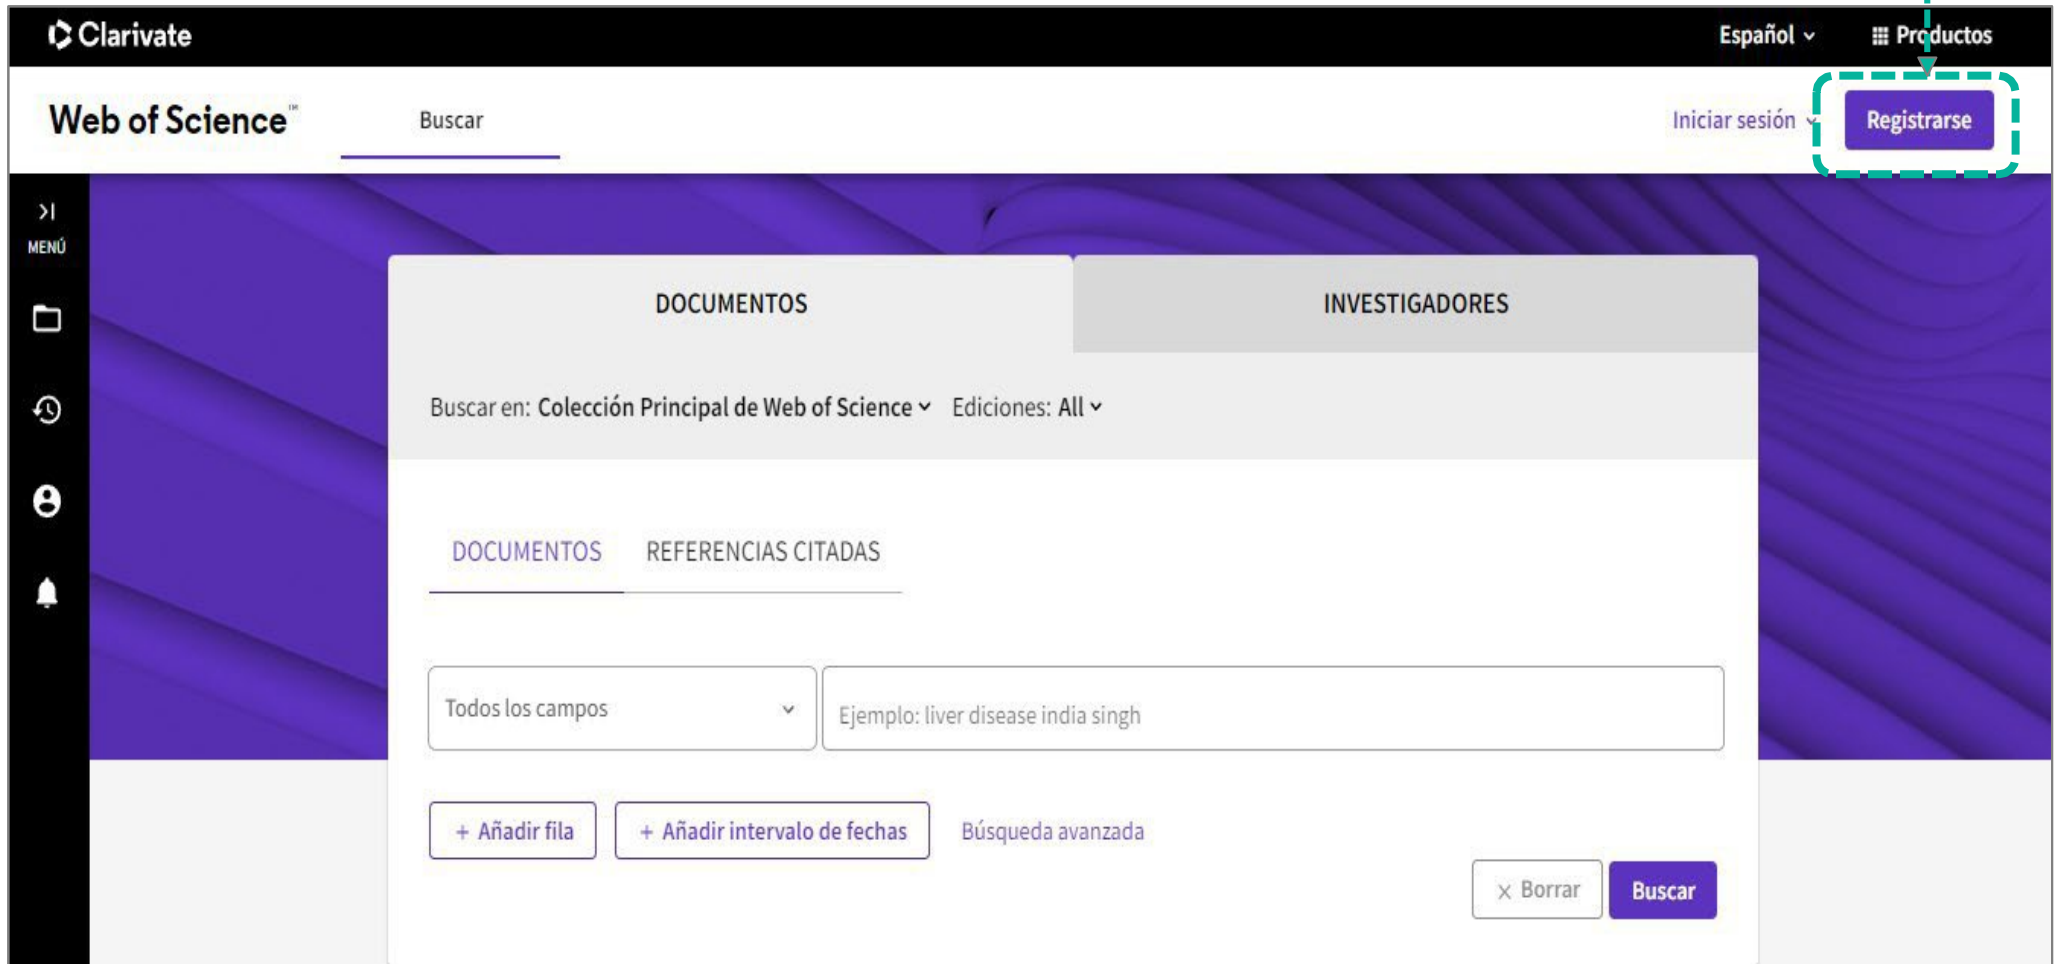 Clarivate
Español
Productos
Web of Science™
Buscar
Iniciar sesión
Registrarse
MENÚ
DOCUMENTOS
INVESTIGADORES
Buscar en: Colección Principal de Web of Science Ediciones: All
DOCUMENTOS
REFERENCIAS CITADAS
Todos los campos
Ejemplo: liver disease india singh
+ Añadir fila
+ Añadir intervalo de fechas
Búsqueda avanzada
× Borrar
Buscar